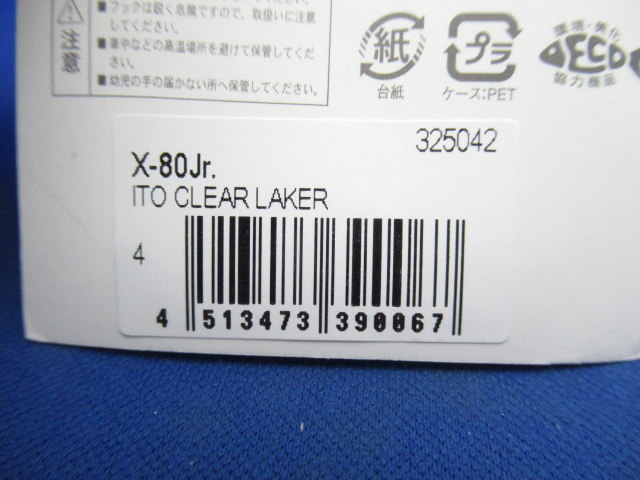 注意
■フックは鋭く危険ですので、取扱いに注意
してください。
■車中などの高温場所を避けて保管してくだ
さい。
■幼児の手の届かない所へ保管してください。
紙
台紙
プラ
ケース:PET
環境・美化
ECO
協力商品
325042
X-80Jr.
ITO CLEAR LAKER
4
4 513473 390067